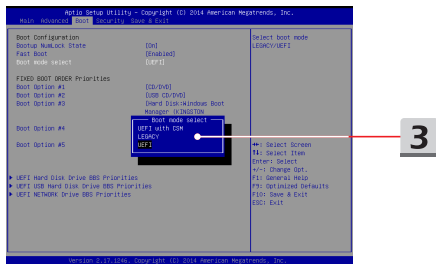 Aptio Setup Utility - Copyright (C) 2014 American Megatrends, Inc.
Main Advanced Boot Security Save & Exit
Boot Configuration
Bootup NumLock State [On]
Fast Boot [Enabled]
Boot mode select [UEFI]
FIXED BOOT ORDER Priorities
Boot Option #1 [CD/DVD]
Boot Option #2 [USB CD/DVD]
Boot Option #3 [Hard Disk:Windows Boot
Manager (KINGSTON
Boot mode select
Boot Option #4
UEFI with CSM
LEGACY
Boot Option #5
UEFI
UEFI Hard Disk Drive BBS Priorities
UEFI USB Hard Disk Drive BBS Priorities
UEFI NETWORK Drive BBS Priorities
Select boot mode
LEGACY/UEFI
→←: Select Screen
↑↓: Select Item
Enter: Select
+/-: Change Opt.
F1: General Help
F9: Optimized Defaults
F10: Save & Exit
ESC: Exit
Version 2.17.1246. Copyright (C) 2014 American Megatrends, Inc.
3